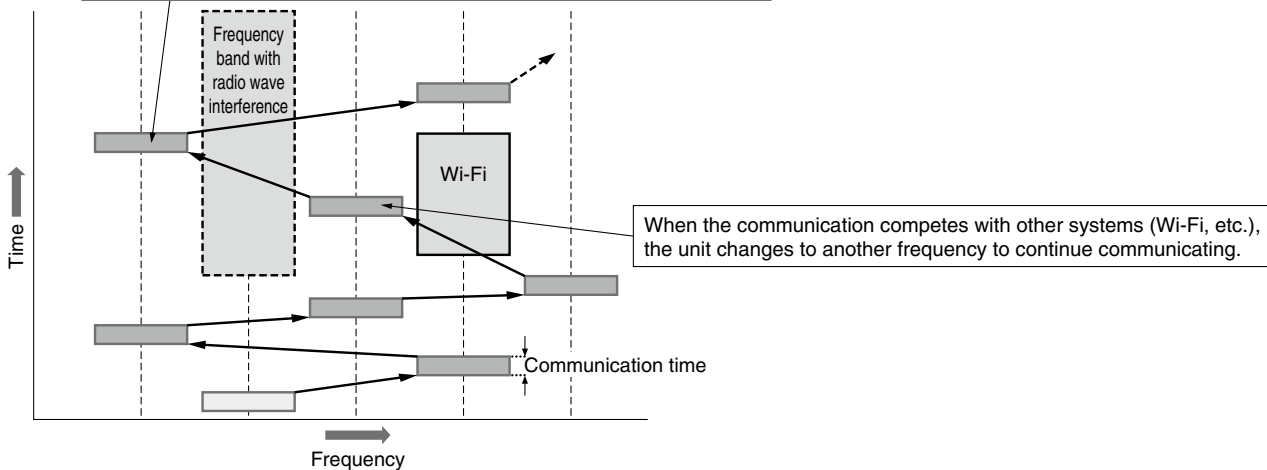 Frequency
band with
radio wave
interference
Wi-Fi
When the communication competes with other systems (Wi-Fi, etc.),
the unit changes to another frequency to continue communicating.
Time
Communication time
Frequency